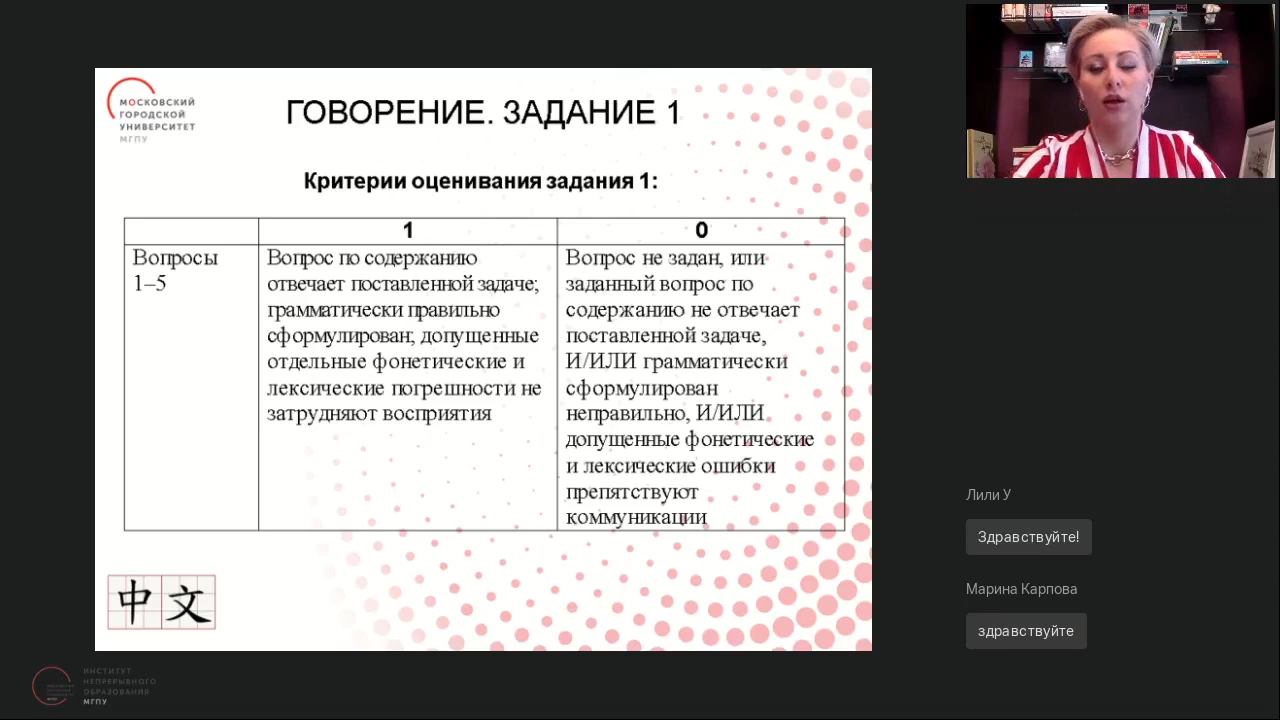 МОСКОВСКИЙ
ГОРОДСКОЙ
УНИВЕРСИТЕТ
МГПУ
ГОВОРЕНИЕ. ЗАДАНИЕ 1
Критерии оценивания задания 1:
1
0
Вопросы
1–5
Вопрос по содержанию
отвечает поставленной задаче;
грамматически правильно
сформулирован; допущенные
отдельные фонетические и
лексические погрешности не
затрудняют восприятия
Вопрос не задан, или
заданный вопрос по
содержанию не отвечает
поставленной задаче,
И/ИЛИ грамматически
сформулирован
неправильно, И/ИЛИ
допущенные фонетические
и лексические ошибки
препятствуют
коммуникации
中文
ИНСТИТУТ
НЕПРЕРЫВНОГО
ОБРАЗОВАНИЯ
МГПУ
Лили У
Здравствуйте!
Марина Карпова
здравствуйте